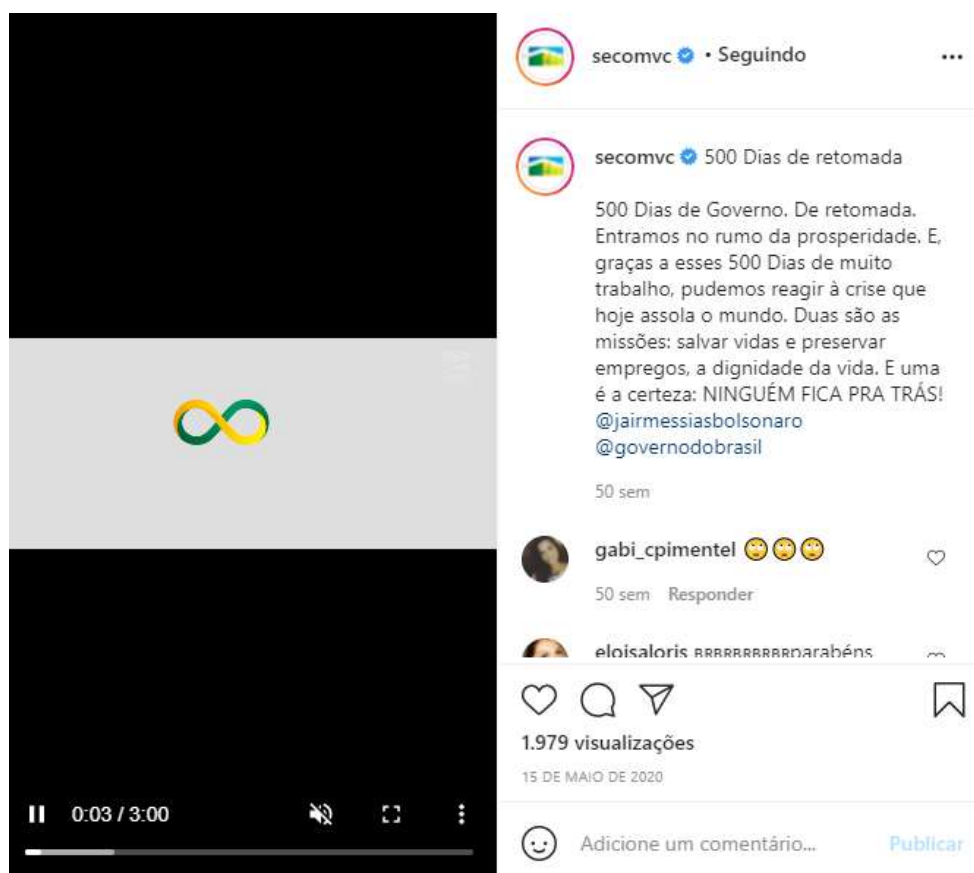 secomvc • Seguindo
secomvc 500 Dias de retomada
500 Dias de Governo. De retomada.
Entramos no rumo da prosperidade. E,
graças a esses 500 Dias de muito
trabalho, pudemos reagir à crise que
hoje assola o mundo. Duas são as
missões: salvar vidas e preservar
empregos, a dignidade da vida. E uma
é a certeza: NINGUÉM FICA PRA TRÁS!
@jairmessiasbolsonaro
@governodobrasil
50 sem
gabi_cpimentel 🙄🙄🙄
50 sem Responder
eloisaloris BRBRBRBRBRparabéns
1.979 visualizações
15 DE MAIO DE 2020
0:03 / 3:00
Adicione um comentário... Publicar